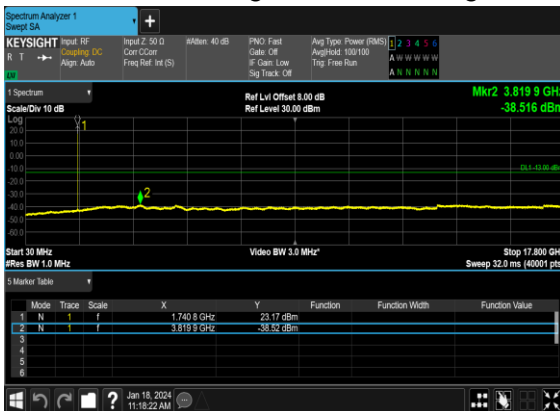 Spectrum Analyzer 1
Swept SA
KEYSIGHT Input: RF Input Z: 50 Ω #Atten: 40 dB PNO: Fast Avg Type: Power (RMS) 1 2 3 4 5 6
R T Coupling: DC Corr CCorr Gate: Off Avg|Hold: 100/100 A W W W W W
Align: Auto Freq Ref: Int (S) IF Gain: Low Trig: Free Run
LV Sig Track: Off A N N N N N
1 Spectrum Ref Lvl Offset 8.00 dB Mkr2 3.819 9 GHz
Scale/Div 10 dB Ref Level 30.00 dBm -38.516 dBm
Log 1
20.0
10.0
0.00
-10.0 DL1 -13.00 dBm
-20.0
-30.0 2
-40.0
-50.0
-60.0
Start 30 MHz Video BW 3.0 MHz* Stop 17.800 GHz
#Res BW 1.0 MHz Sweep 32.0 ms (40001 pts)
5 Marker Table
Mode Trace Scale X Y Function Function Width Function Value
1 N 1 f 1.740 8 GHz 23.17 dBm
2 N 1 f 3.819 9 GHz -38.52 dBm
3
4
5
6
? Jan 18, 2024
11:18:22 AM